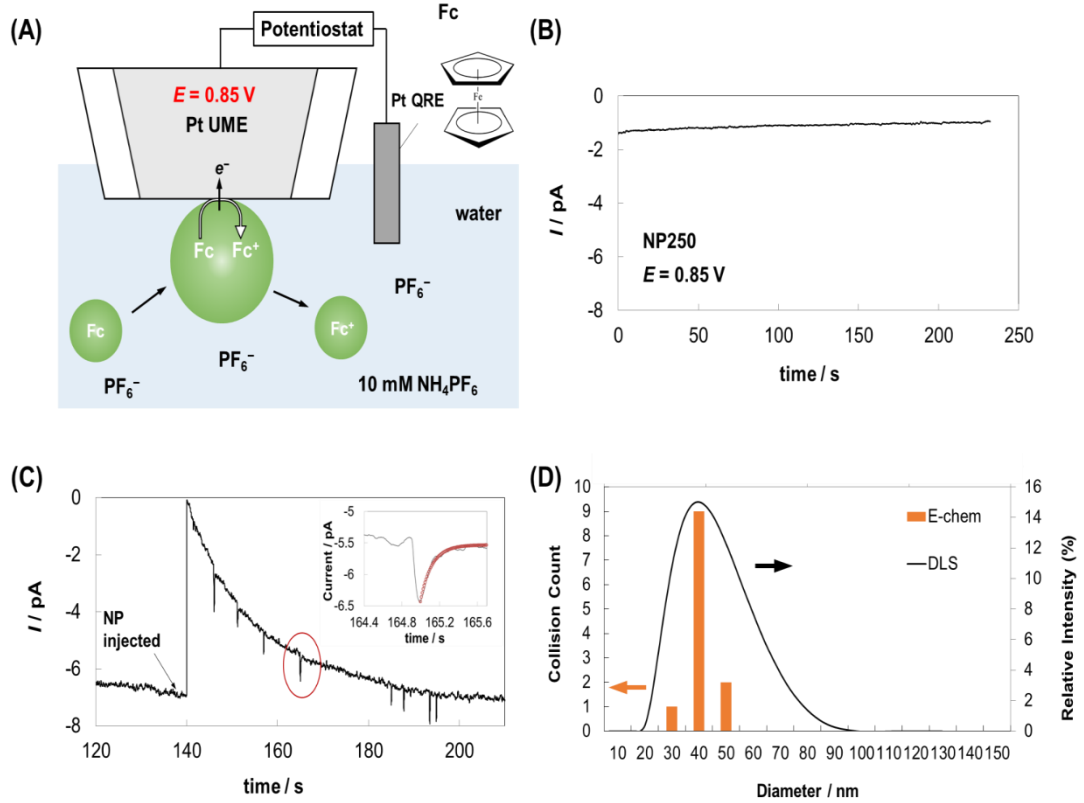 (A)
Potentiostat
Fc
E = 0.85 V
Pt UME
Pt QRE
Fe
e⁻
water
Fc Fc⁺
PF₆⁻
Fc
Fc⁺
PF₆⁻
PF₆⁻
10 mM NH₄PF₆
(B)
0
-2
-4
-6
-8
I / pA
NP250
E = 0.85 V
0 50 100 150 200 250
time / s
(C)
0
-2
-4
-6
-8
I / pA
NP
injected
120 140 160 180 200
time / s
-5
-5.5
-6
-6.5
Current / pA
164.4 164.8 165.2 165.6
time / s
(D)
10
9
8
7
6
5
4
3
2
1
0
Collision Count
E-chem
DLS
16
14
12
10
8
6
4
2
0
Relative Intensity (%)
10 20 30 40 50 60 70 80 90 100 110 120 130 140 150
Diameter / nm